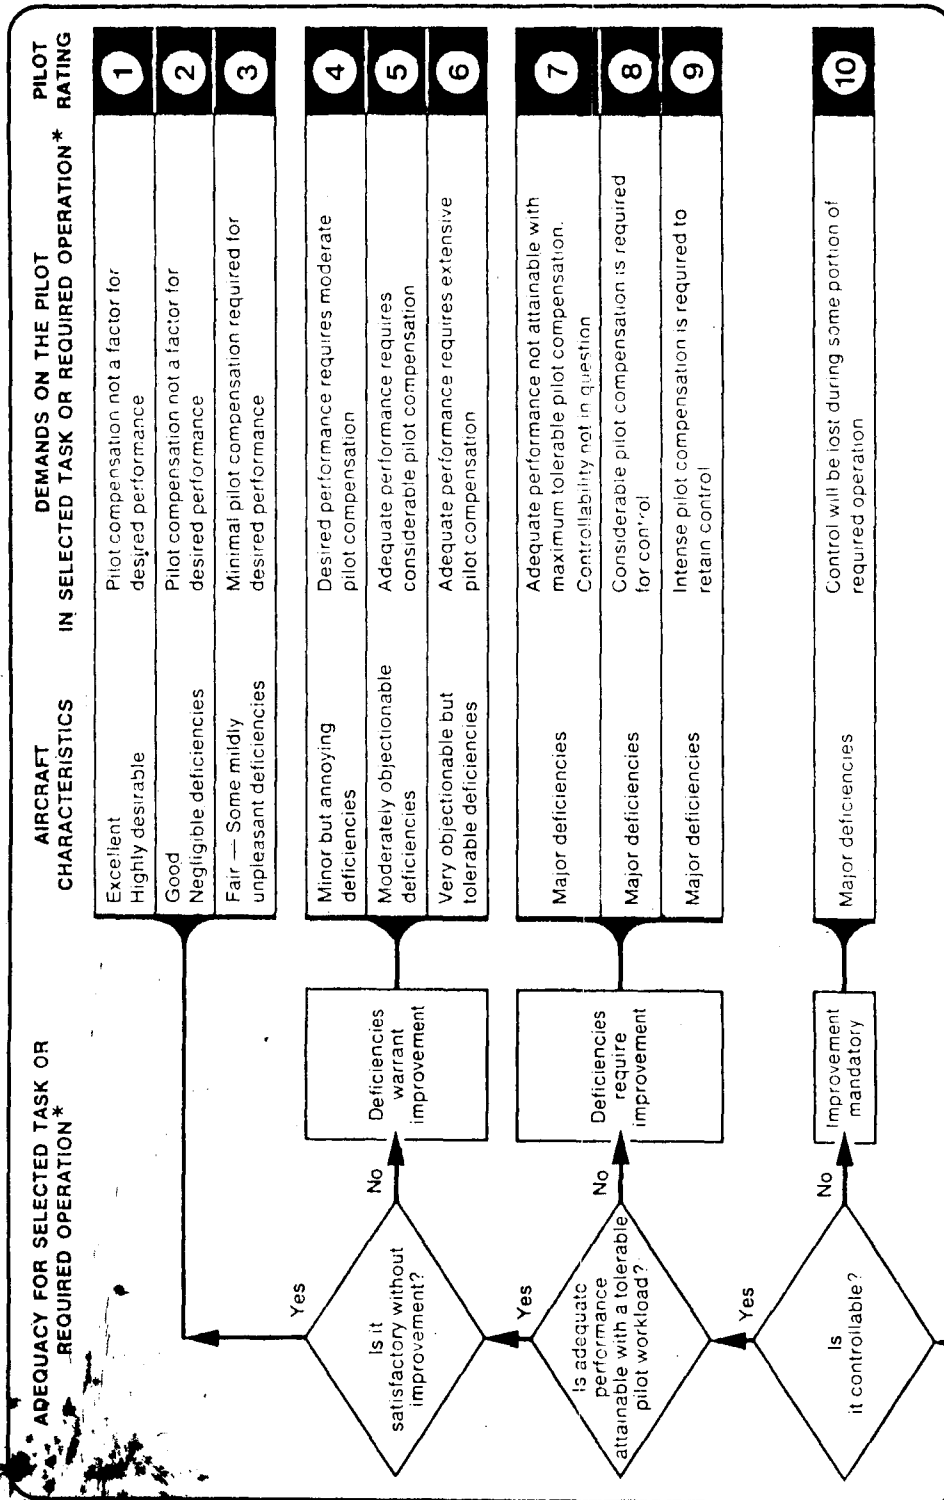 ADEQUACY FOR SELECTED TASK OR
REQUIRED OPERATION*
AIRCRAFT
CHARACTERISTICS
DEMANDS ON THE PILOT
IN SELECTED TASK OR REQUIRED OPERATION*
PILOT
RATING
Excellent
Highly desirable
Pilot compensation not a factor for
desired performance
1
Good
Negligible deficiencies
Pilot compensation not a factor for
desired performance
2
Fair — Some mildly
unpleasant deficiencies
Minimal pilot compensation required for
desired performance
3
Yes
Is it
satisfactory without
improvement?
No
Deficiencies
warrant
improvement
Minor but annoying
deficiencies
Desired performance requires moderate
pilot compensation
4
Moderately objectionable
deficiencies
Adequate performance requires
considerable pilot compensation
5
Very objectionable but
tolerable deficiencies
Adequate performance requires extensive
pilot compensation
6
Yes
Is adequate
performance
attainable with a tolerable
pilot workload?
No
Deficiencies
require
improvement
Major deficiencies
Adequate performance not attainable with
maximum tolerable pilot compensation.
Controllability not in question
7
Major deficiencies
Considerable pilot compensation is required
for control
8
Major deficiencies
Intense pilot compensation is required to
retain control
9
Yes
Is
it controllable?
No
Improvement
mandatory
Major deficiencies
Control will be lost during some portion of
required operation
10